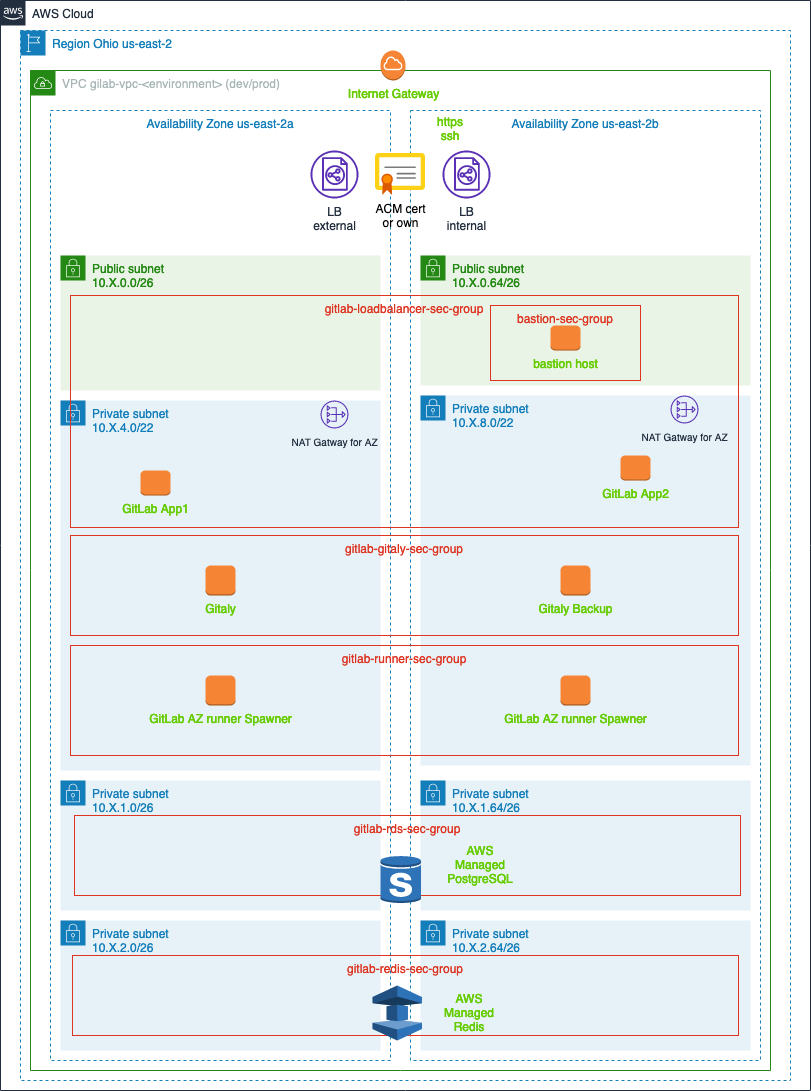 aws
AWS Cloud
Region Ohio us-east-2
VPC gilab-vpc-<environment> (dev/prod)
Internet Gateway
Availability Zone us-east-2a
https
ssh
Availability Zone us-east-2b
LB
external
ACM cert
or own
LB
internal
Public subnet
10.X.0.0/26
Public subnet
10.X.0.64/26
gitlab-loadbalancer-sec-group
bastion-sec-group
bastion host
Private subnet
10.X.4.0/22
NAT Gatway for AZ
Private subnet
10.X.8.0/22
NAT Gatway for AZ
GitLab App1
GitLab App2
gitlab-gitaly-sec-group
Gitaly
Gitaly Backup
gitlab-runner-sec-group
GitLab AZ runner Spawner
GitLab AZ runner Spawner
Private subnet
10.X.1.0/26
Private subnet
10.X.1.64/26
gitlab-rds-sec-group
S
AWS
Managed
PostgreSQL
Private subnet
10.X.2.0/26
Private subnet
10.X.2.64/26
gitlab-redis-sec-group
AWS
Managed
Redis